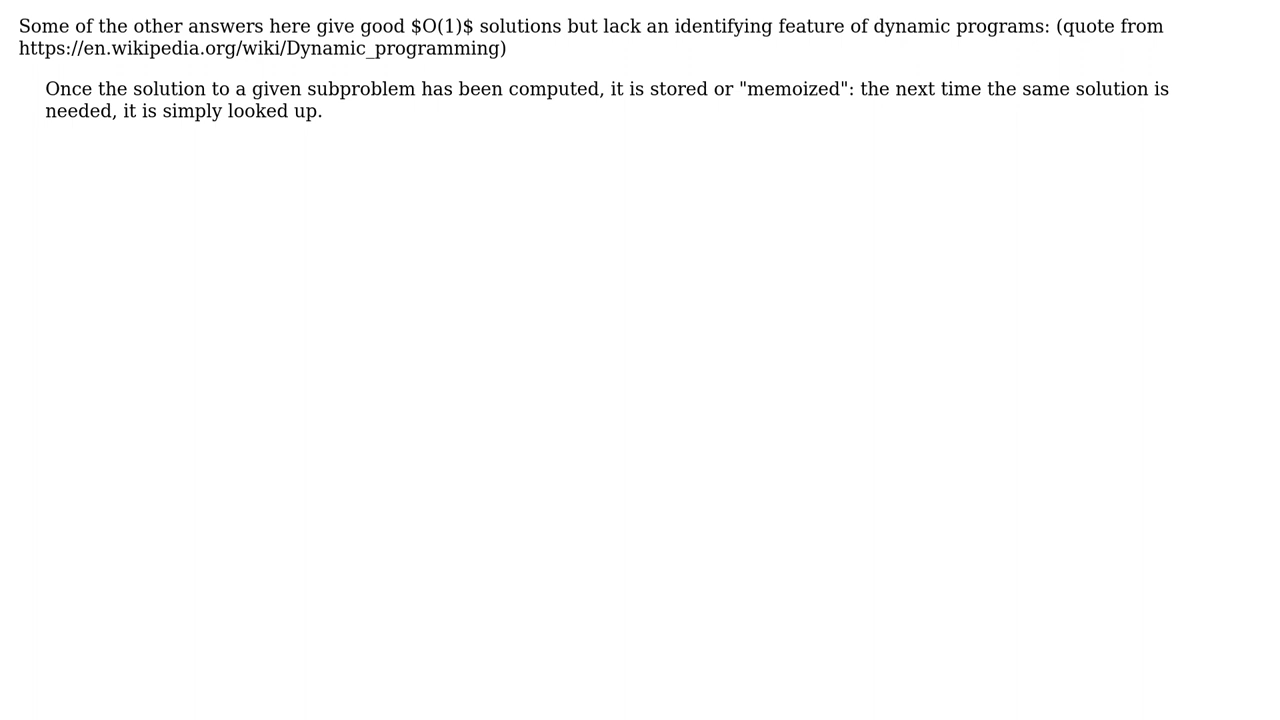 Some of the other answers here give good $O(1)$ solutions but lack an identifying feature of dynamic programs: (quote from
https://en.wikipedia.org/wiki/Dynamic_programming)
Once the solution to a given subproblem has been computed, it is stored or "memoized": the next time the same solution is
needed, it is simply looked up.